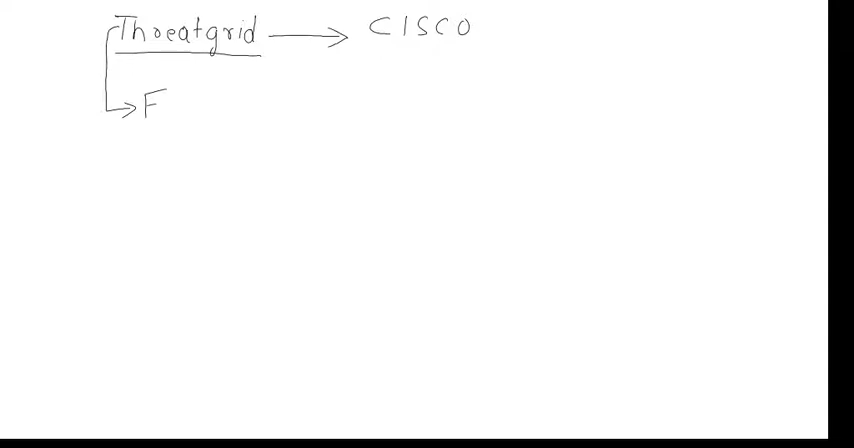 Threatgrid → CISCO
→ F